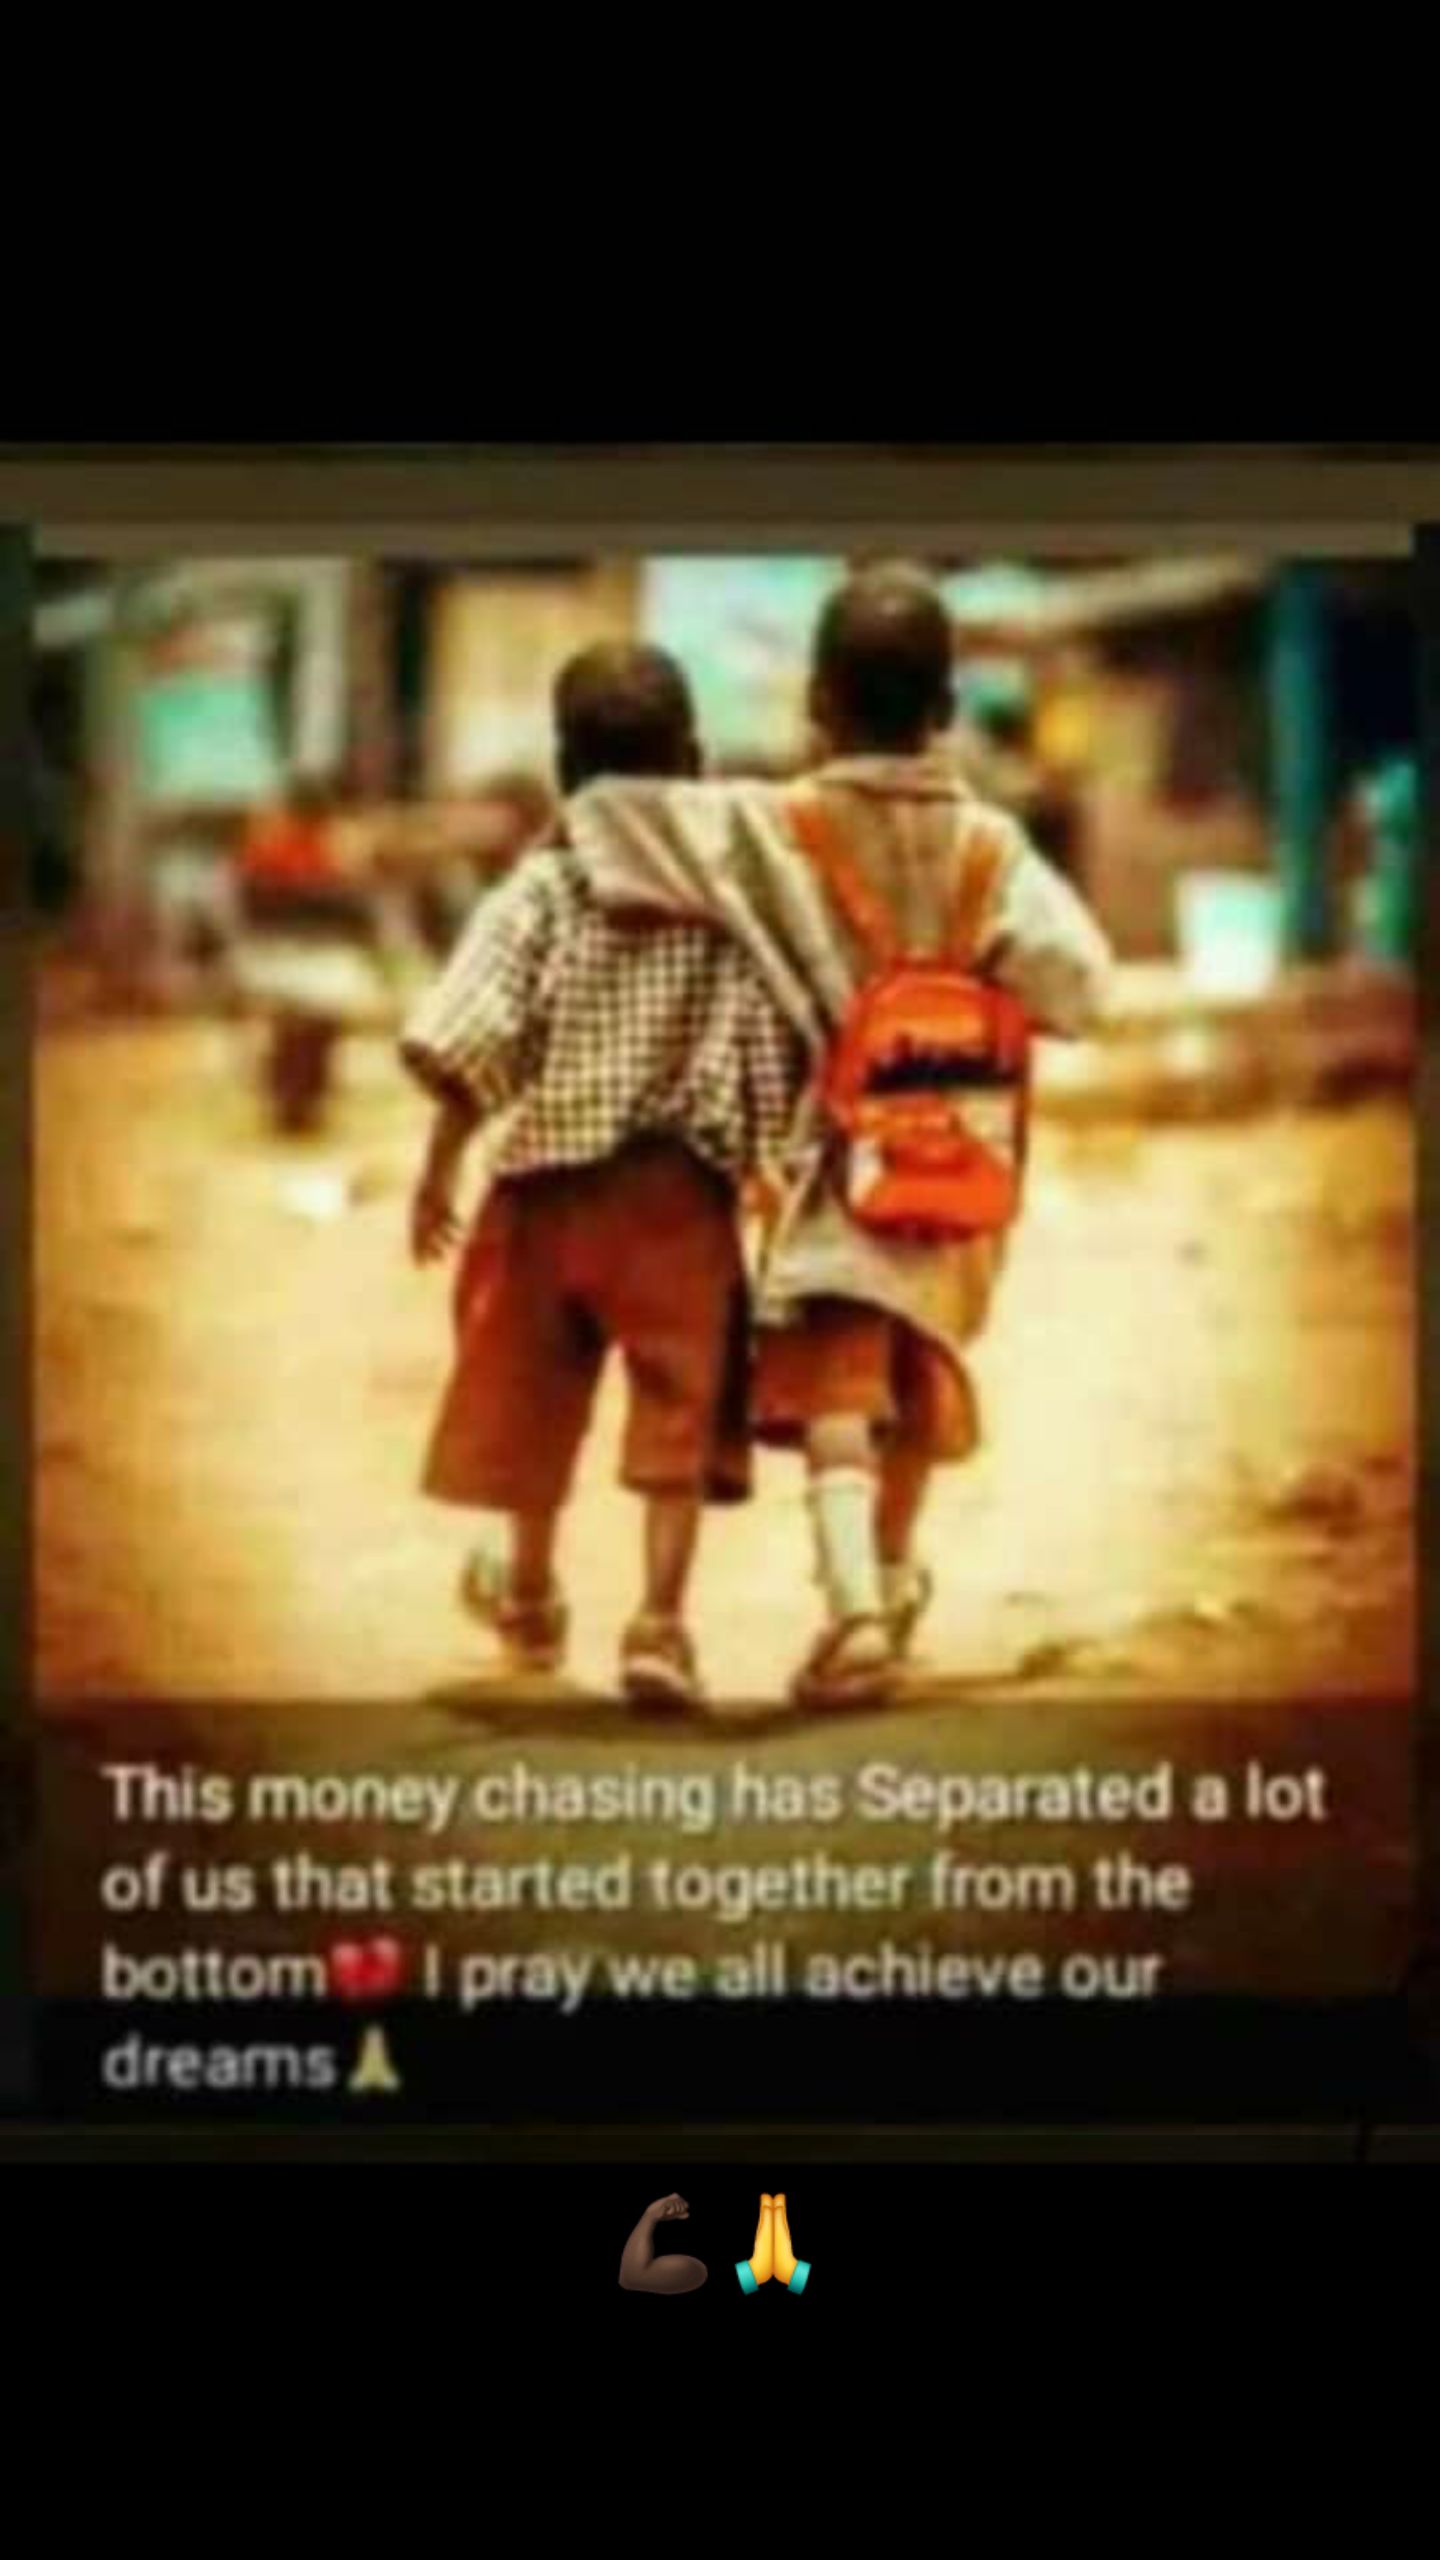 This money chasing has Separated a lot
of us that started together from the
bottom💔 I pray we all achieve our
dreams🙏
💪🏿🙏